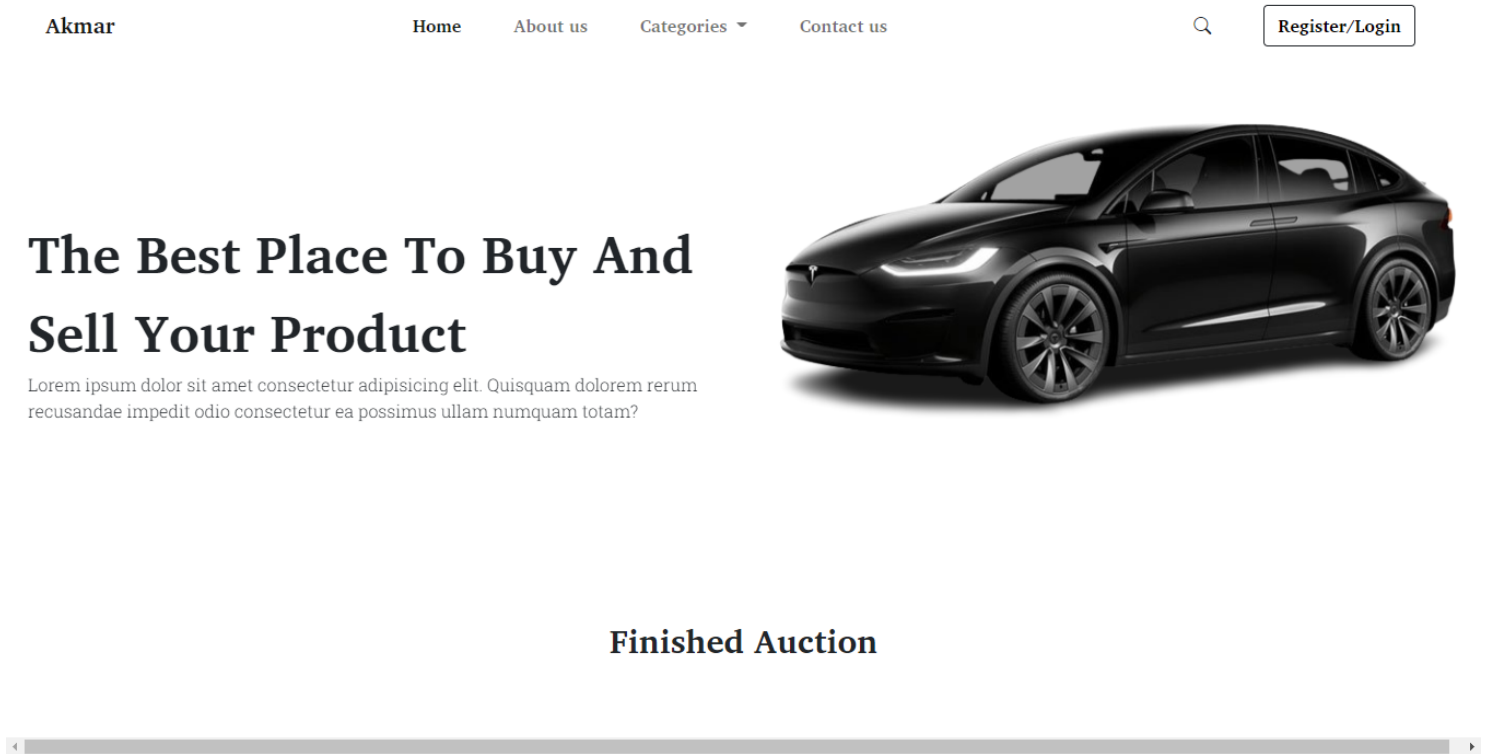 Akmar
Home
About us
Categories
Contact us
Register/Login
The Best Place To Buy And
Sell Your Product
Lorem ipsum dolor sit amet consectetur adipisicing elit. Quisquam dolorem rerum
recusandae impedit odio consectetur ea possimus ullam numquam totam?
Finished Auction